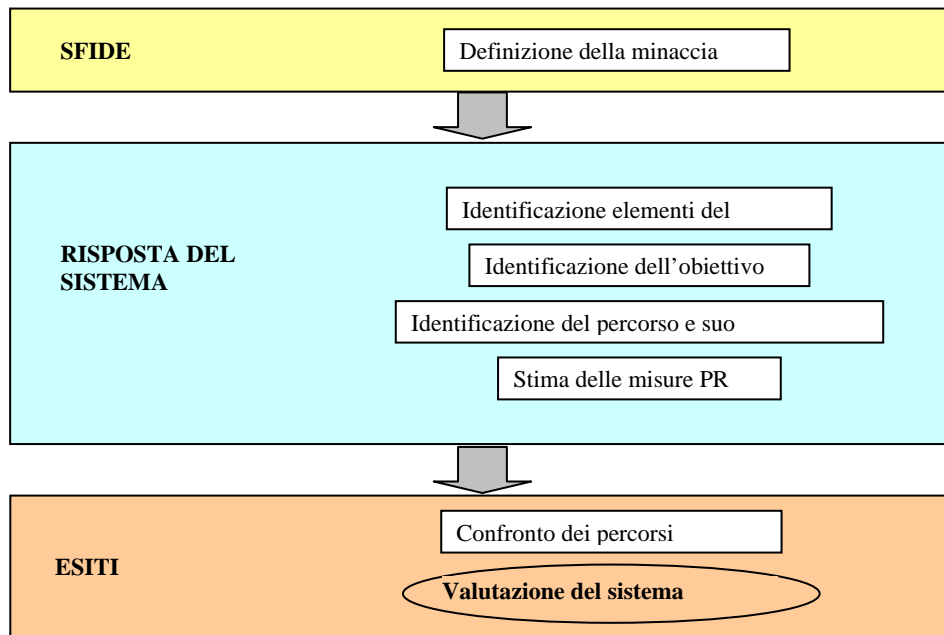 SFIDE
Definizione della minaccia
RISPOSTA DEL
SISTEMA
Identificazione elementi del
Identificazione dell’obiettivo
Identificazione del percorso e suo
Stima delle misure PR
ESITI
Confronto dei percorsi
Valutazione del sistema